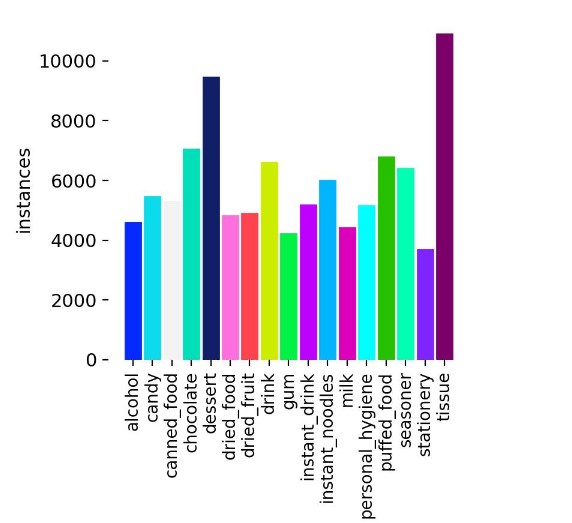 instances
10000
8000
6000
4000
2000
0
alcohol
candy
canned_food
chocolate
dessert
dried_food
dried_fruit
drink
gum
instant_drink
instant_noodles
milk
personal_hygiene
puffed_food
seasoner
stationery
tissue